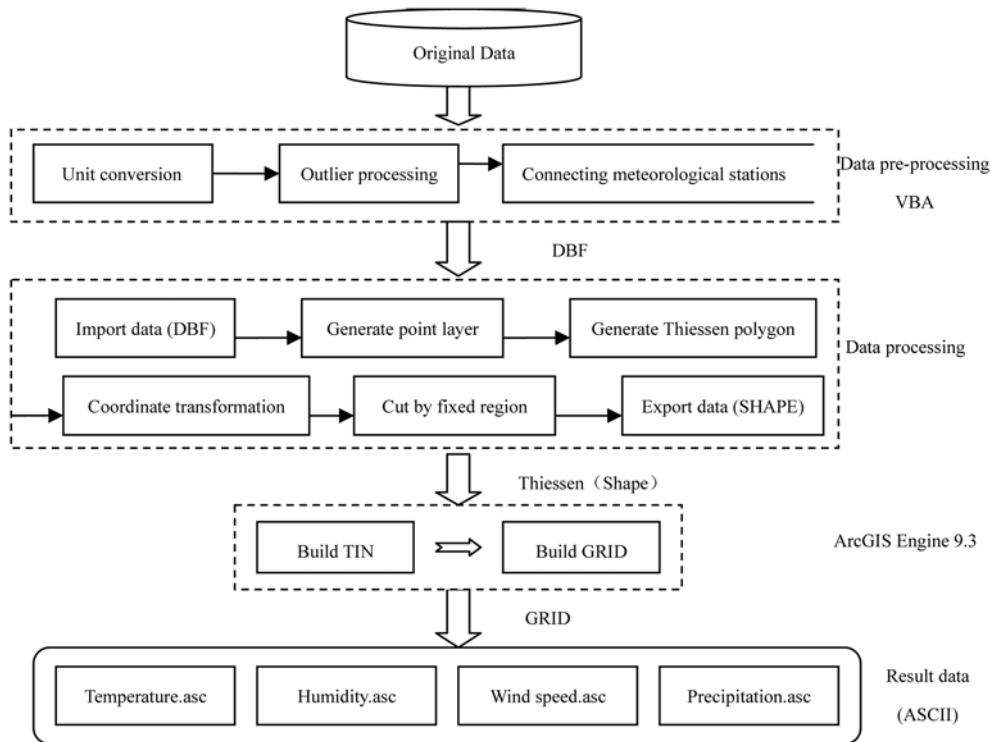 Original Data
Unit conversion
Outlier processing
Connecting meteorological stations
Data pre-processing
VBA
DBF
Import data (DBF)
Generate point layer
Generate Thiessen polygon
Data processing
Coordinate transformation
Cut by fixed region
Export data (SHAPE)
Thiessen（Shape）
Build TIN
Build GRID
ArcGIS Engine 9.3
GRID
Temperature.asc
Humidity.asc
Wind speed.asc
Precipitation.asc
Result data
(ASCII)